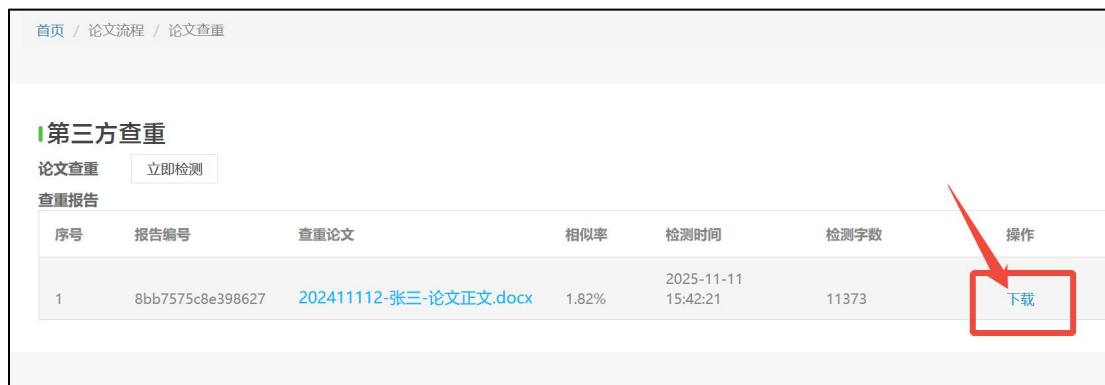 首页 / 论文流程 / 论文查重
第三方查重
论文查重 立即检测
查重报告
序号 报告编号 查重论文 相似率 检测时间 检测字数 操作
1 8bb7575c8e398627 202411112-张三-论文正文.docx 1.82% 2025-11-11 15:42:21 11373 下载